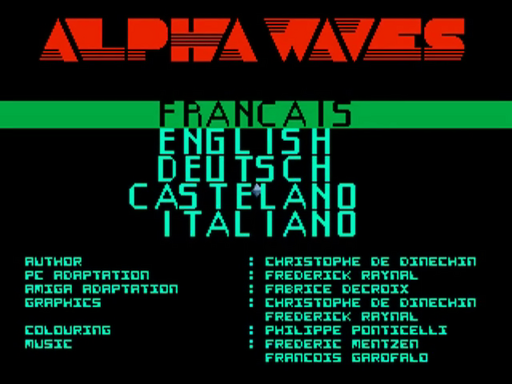 ALPHA WAVES
FRANCAIS
ENGLISH
DEUTSCH
CASTELANO
ITALIANO
AUTHOR : CHRISTOPHE DE DINECHIN
PC ADAPTATION : FREDERICK RAYNAL
AMIGA ADAPTATION : FABRICE DECROIX
GRAPHICS : CHRISTOPHE DE DINECHIN
FREDERICK RAYNAL
COLOURING : PHILIPPE PONTICELLI
MUSIC : FREDERIC MENTZEN
FRANCOIS GAROFALO